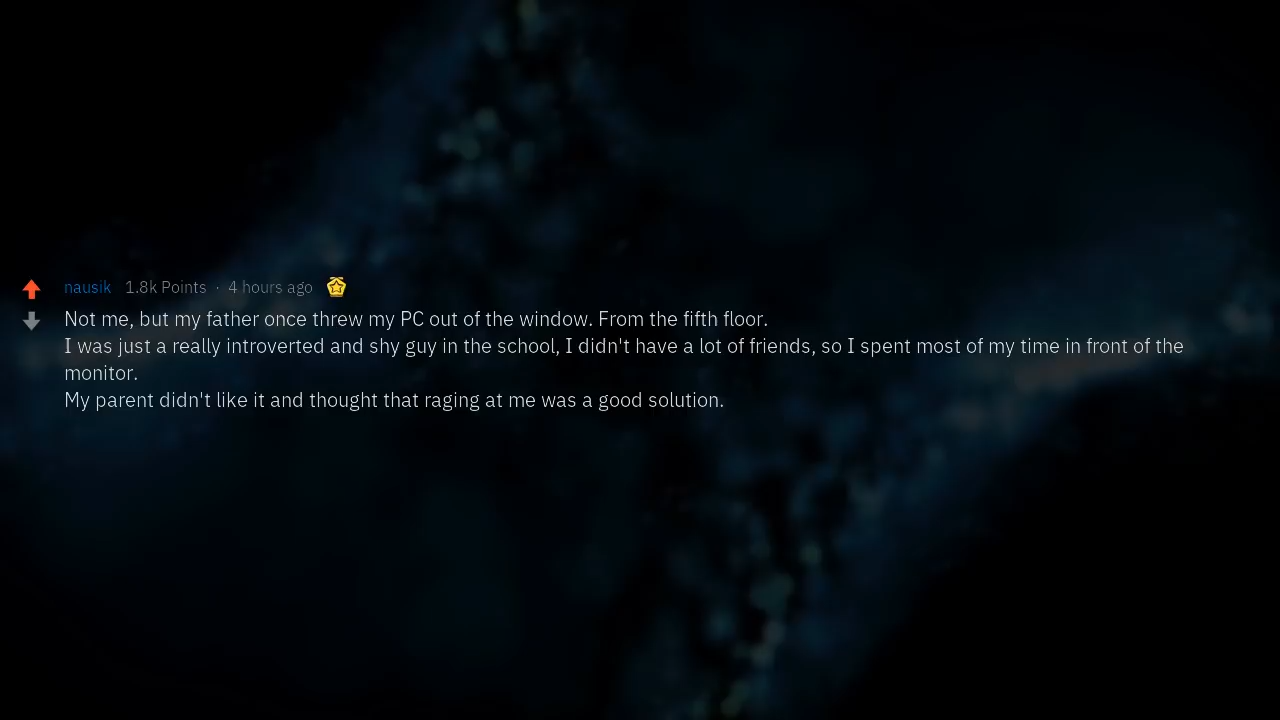 nausik 1.8k Points · 4 hours ago
Not me, but my father once threw my PC out of the window. From the fifth floor.
I was just a really introverted and shy guy in the school, I didn't have a lot of friends, so I spent most of my time in front of the
monitor.
My parent didn't like it and thought that raging at me was a good solution.